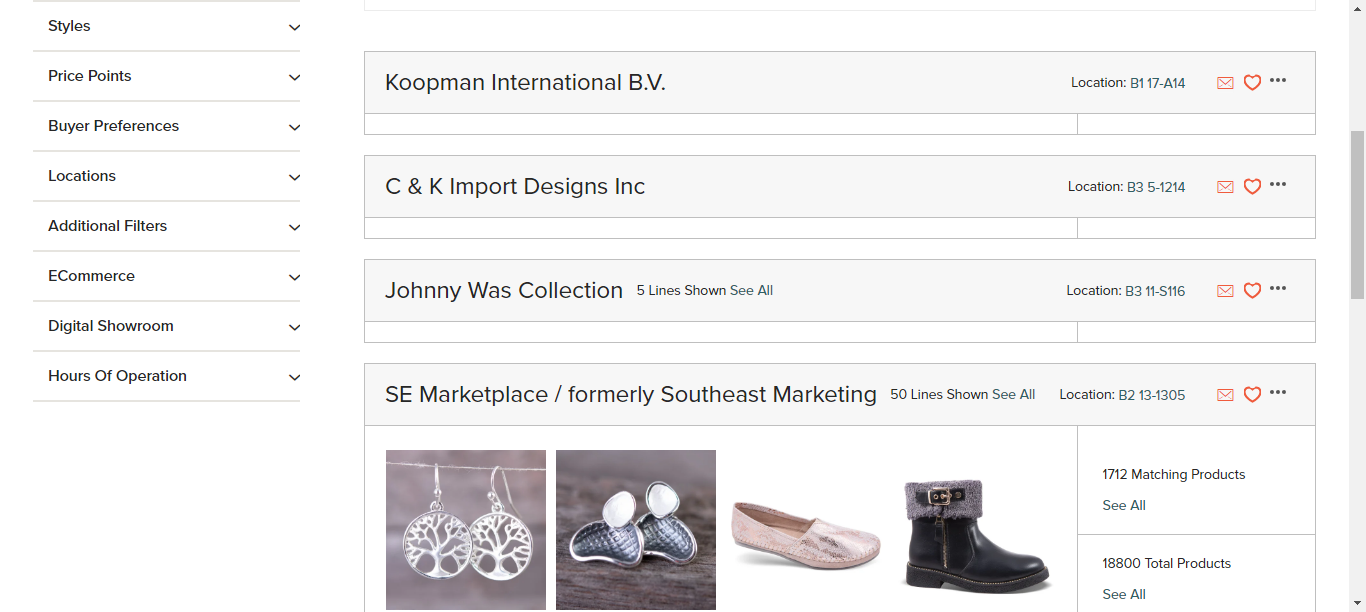 Styles
Price Points
Buyer Preferences
Locations
Additional Filters
ECommerce
Digital Showroom
Hours Of Operation
Koopman International B.V. Location: B1 17-A14
C & K Import Designs Inc Location: B3 5-1214
Johnny Was Collection 5 Lines Shown See All Location: B3 11-S116
SE Marketplace / formerly Southeast Marketing 50 Lines Shown See All Location: B2 13-1305
1712 Matching Products
See All
18800 Total Products
See All